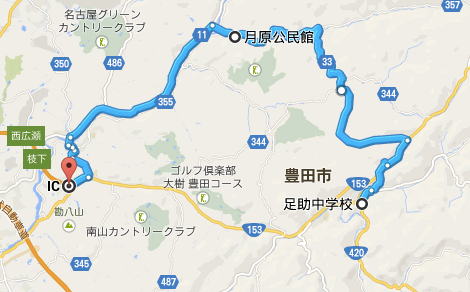 名古屋グリーン
カントリークラブ
11
月原公民館
350
486
33
355
344
西広瀬
344
枝下
ゴルフ倶楽部
大樹 豊田コース
豊田市
IC
153
足助中学校
勘八山
南山カントリークラブ
153
420
345
487
487